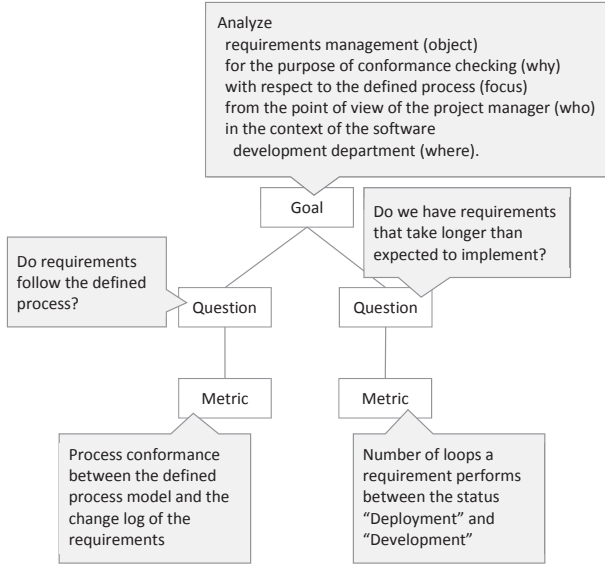 Analyze
requirements management (object)
for the purpose of conformance checking (why)
with respect to the defined process (focus)
from the point of view of the project manager (who)
in the context of the software
development department (where).
Goal
Do we have requirements
that take longer than
expected to implement?
Do requirements
follow the defined
process?
Question
Question
Metric
Metric
Process conformance
between the defined
process model and the
change log of the
requirements
Number of loops a
requirement performs
between the status
“Deployment” and
“Development”